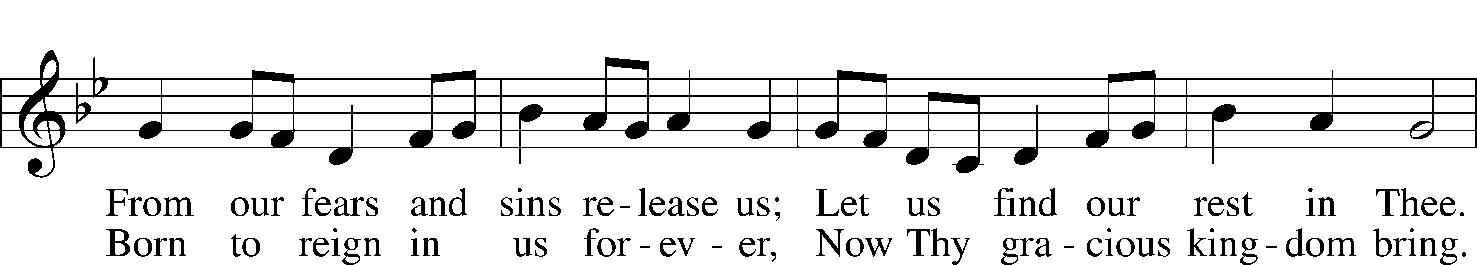 From our fears and sins re-lease us; Let us find our rest in Thee.
Born to reign in us for-ev-er, Now Thy gra-cious king-dom bring.